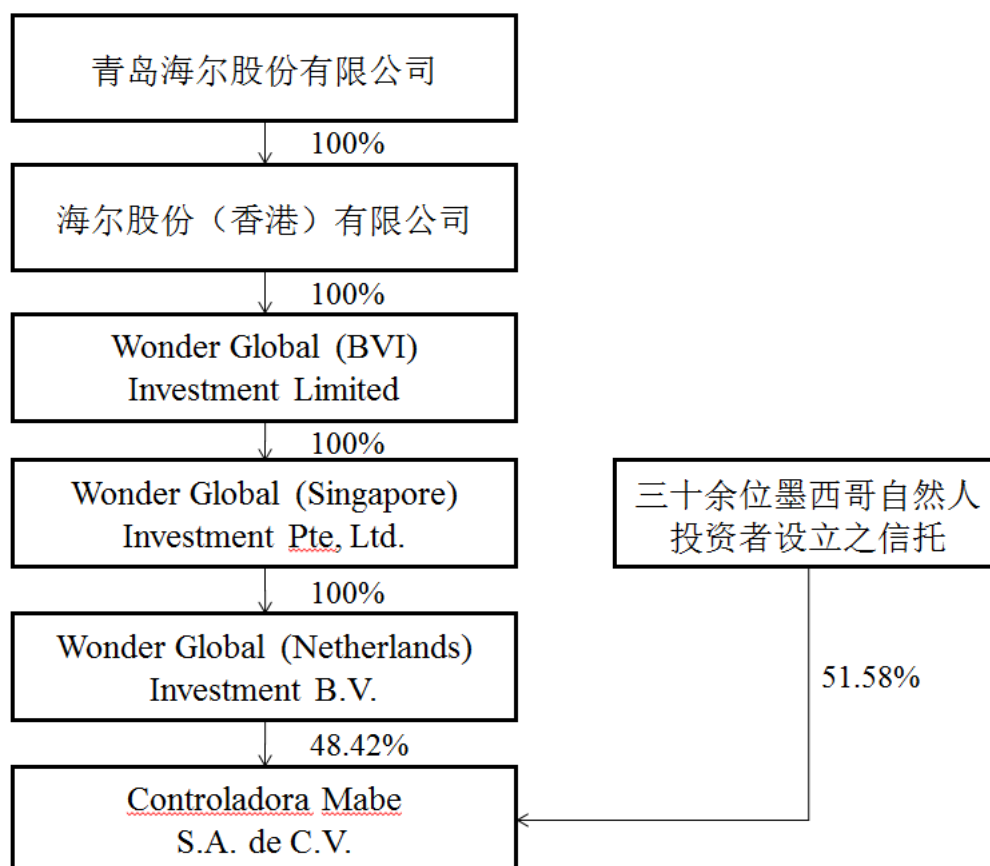 青岛海尔股份有限公司
100%
海尔股份（香港）有限公司
100%
Wonder Global (BVI)
Investment Limited
100%
Wonder Global (Singapore)
Investment Pte, Ltd.
三十余位墨西哥自然人
投资者设立之信托
100%
Wonder Global (Netherlands)
Investment B.V.
51.58%
48.42%
Controladora Mabe
S.A. de C.V.